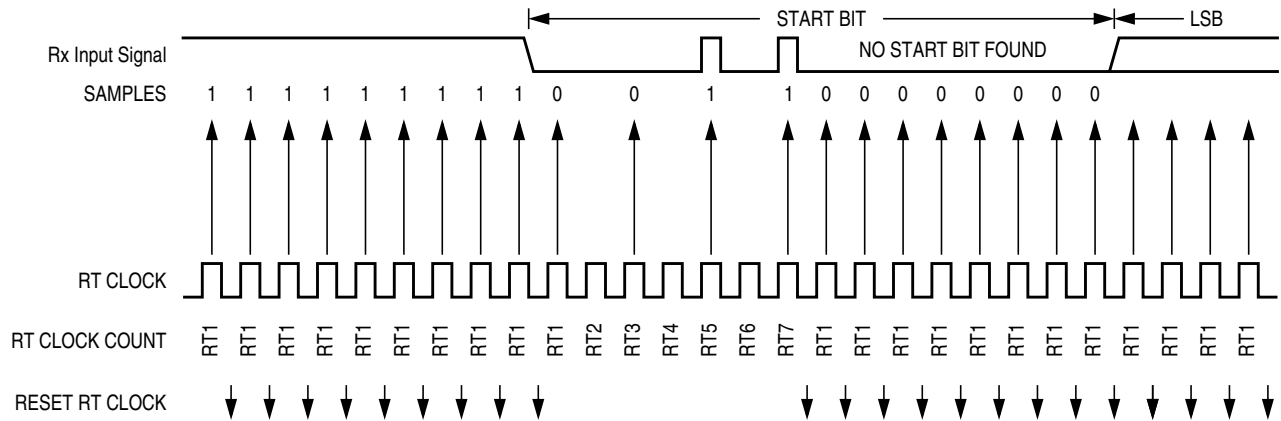 START BIT LSB
Rx Input Signal NO START BIT FOUND
SAMPLES 1 1 1 1 1 1 1 1 1 0 0 1 1 0 0 0 0 0 0 0 0
RT CLOCK
RT CLOCK COUNT RT1 RT1 RT1 RT1 RT1 RT1 RT1 RT1 RT1 RT1 RT2 RT3 RT4 RT5 RT6 RT7 RT1 RT1 RT1 RT1 RT1 RT1 RT1 RT1 RT1 RT1 RT1 RT1
RESET RT CLOCK